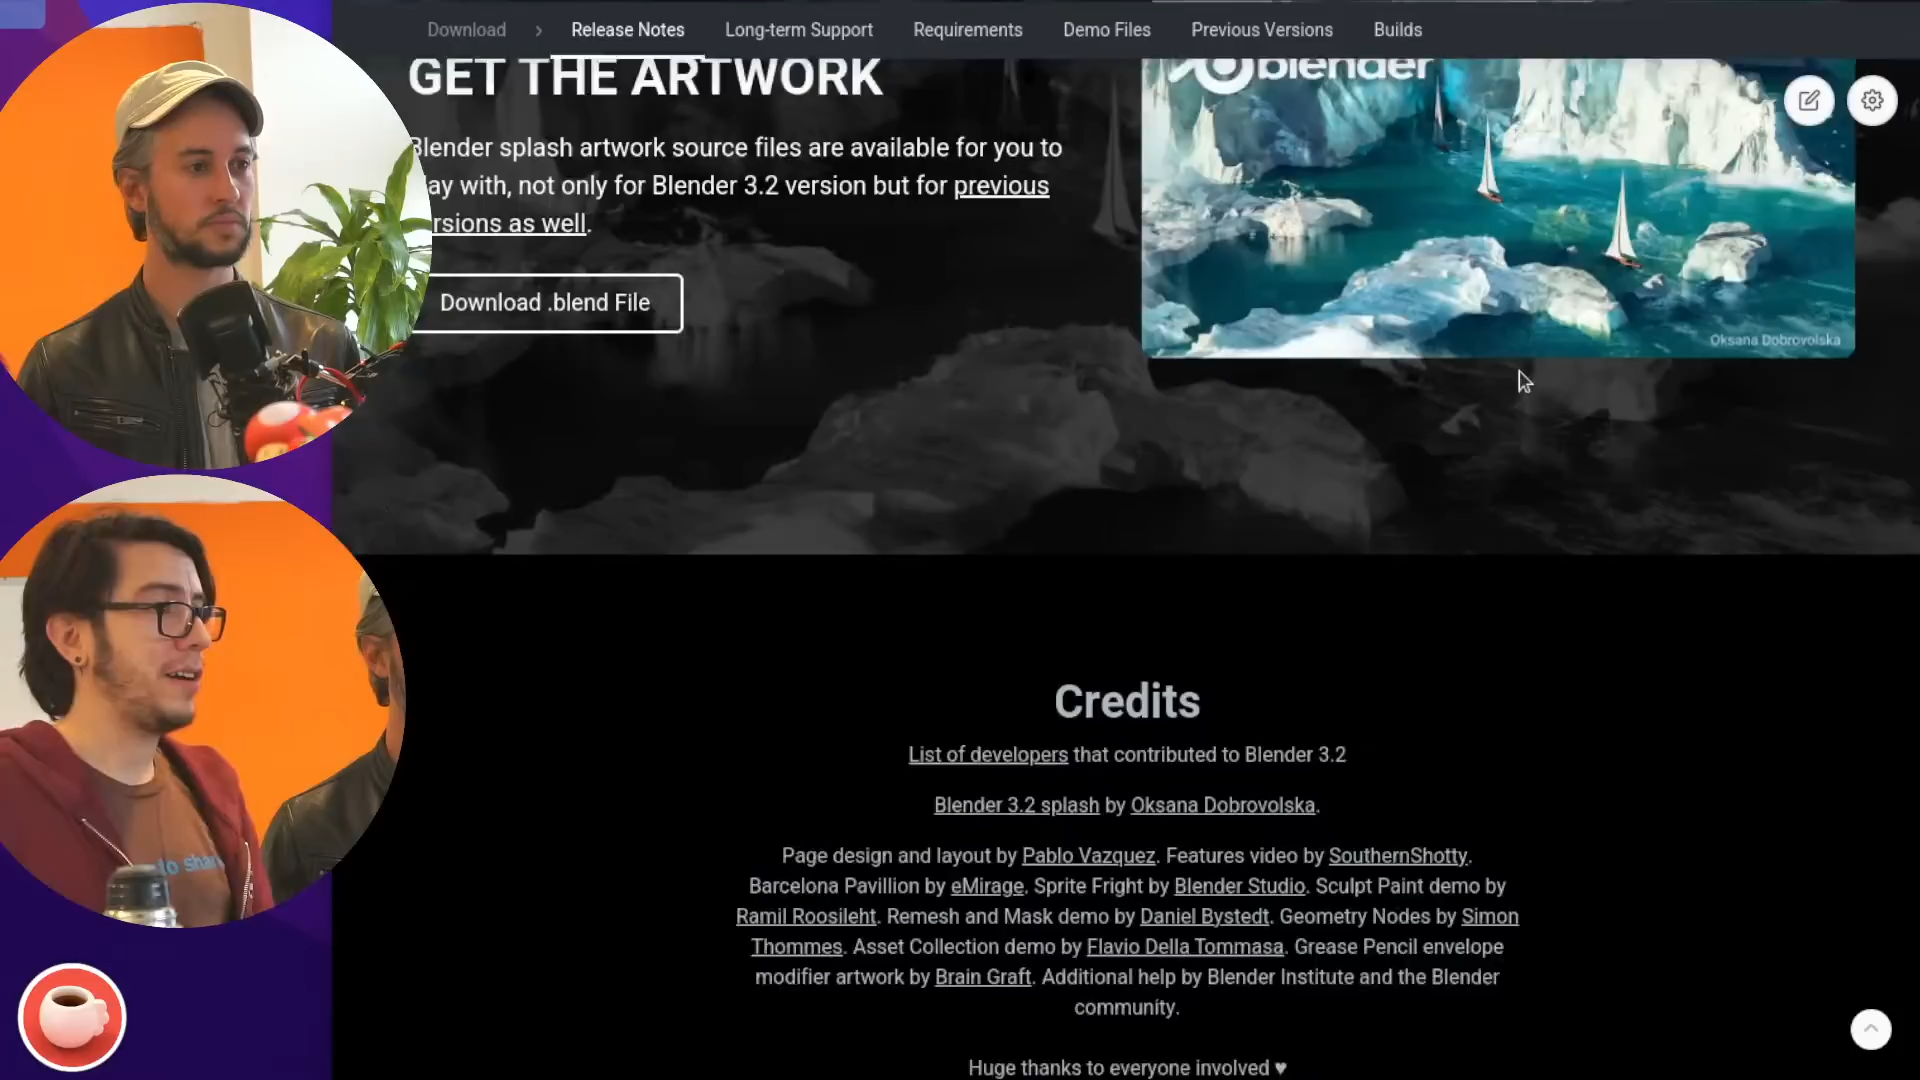 Download › Release Notes Long-term Support Requirements Demo Files Previous Versions Builds
GET THE ARTWORK
blender
Blender splash artwork source files are available for you to
ay with, not only for Blender 3.2 version but for previous
rsions as well.
Download .blend File
Oksana Dobrovolska
Credits
List of developers that contributed to Blender 3.2
Blender 3.2 splash by Oksana Dobrovolska.
Page design and layout by Pablo Vazquez. Features video by SouthernShotty.
Barcelona Pavillion by eMirage. Sprite Fright by Blender Studio. Sculpt Paint demo by
Ramil Roosileht. Remesh and Mask demo by Daniel Bystedt. Geometry Nodes by Simon
Thommes. Asset Collection demo by Flavio Della Tommasa. Grease Pencil envelope
modifier artwork by Brain Graft. Additional help by Blender Institute and the Blender
community.
Huge thanks to everyone involved ♥